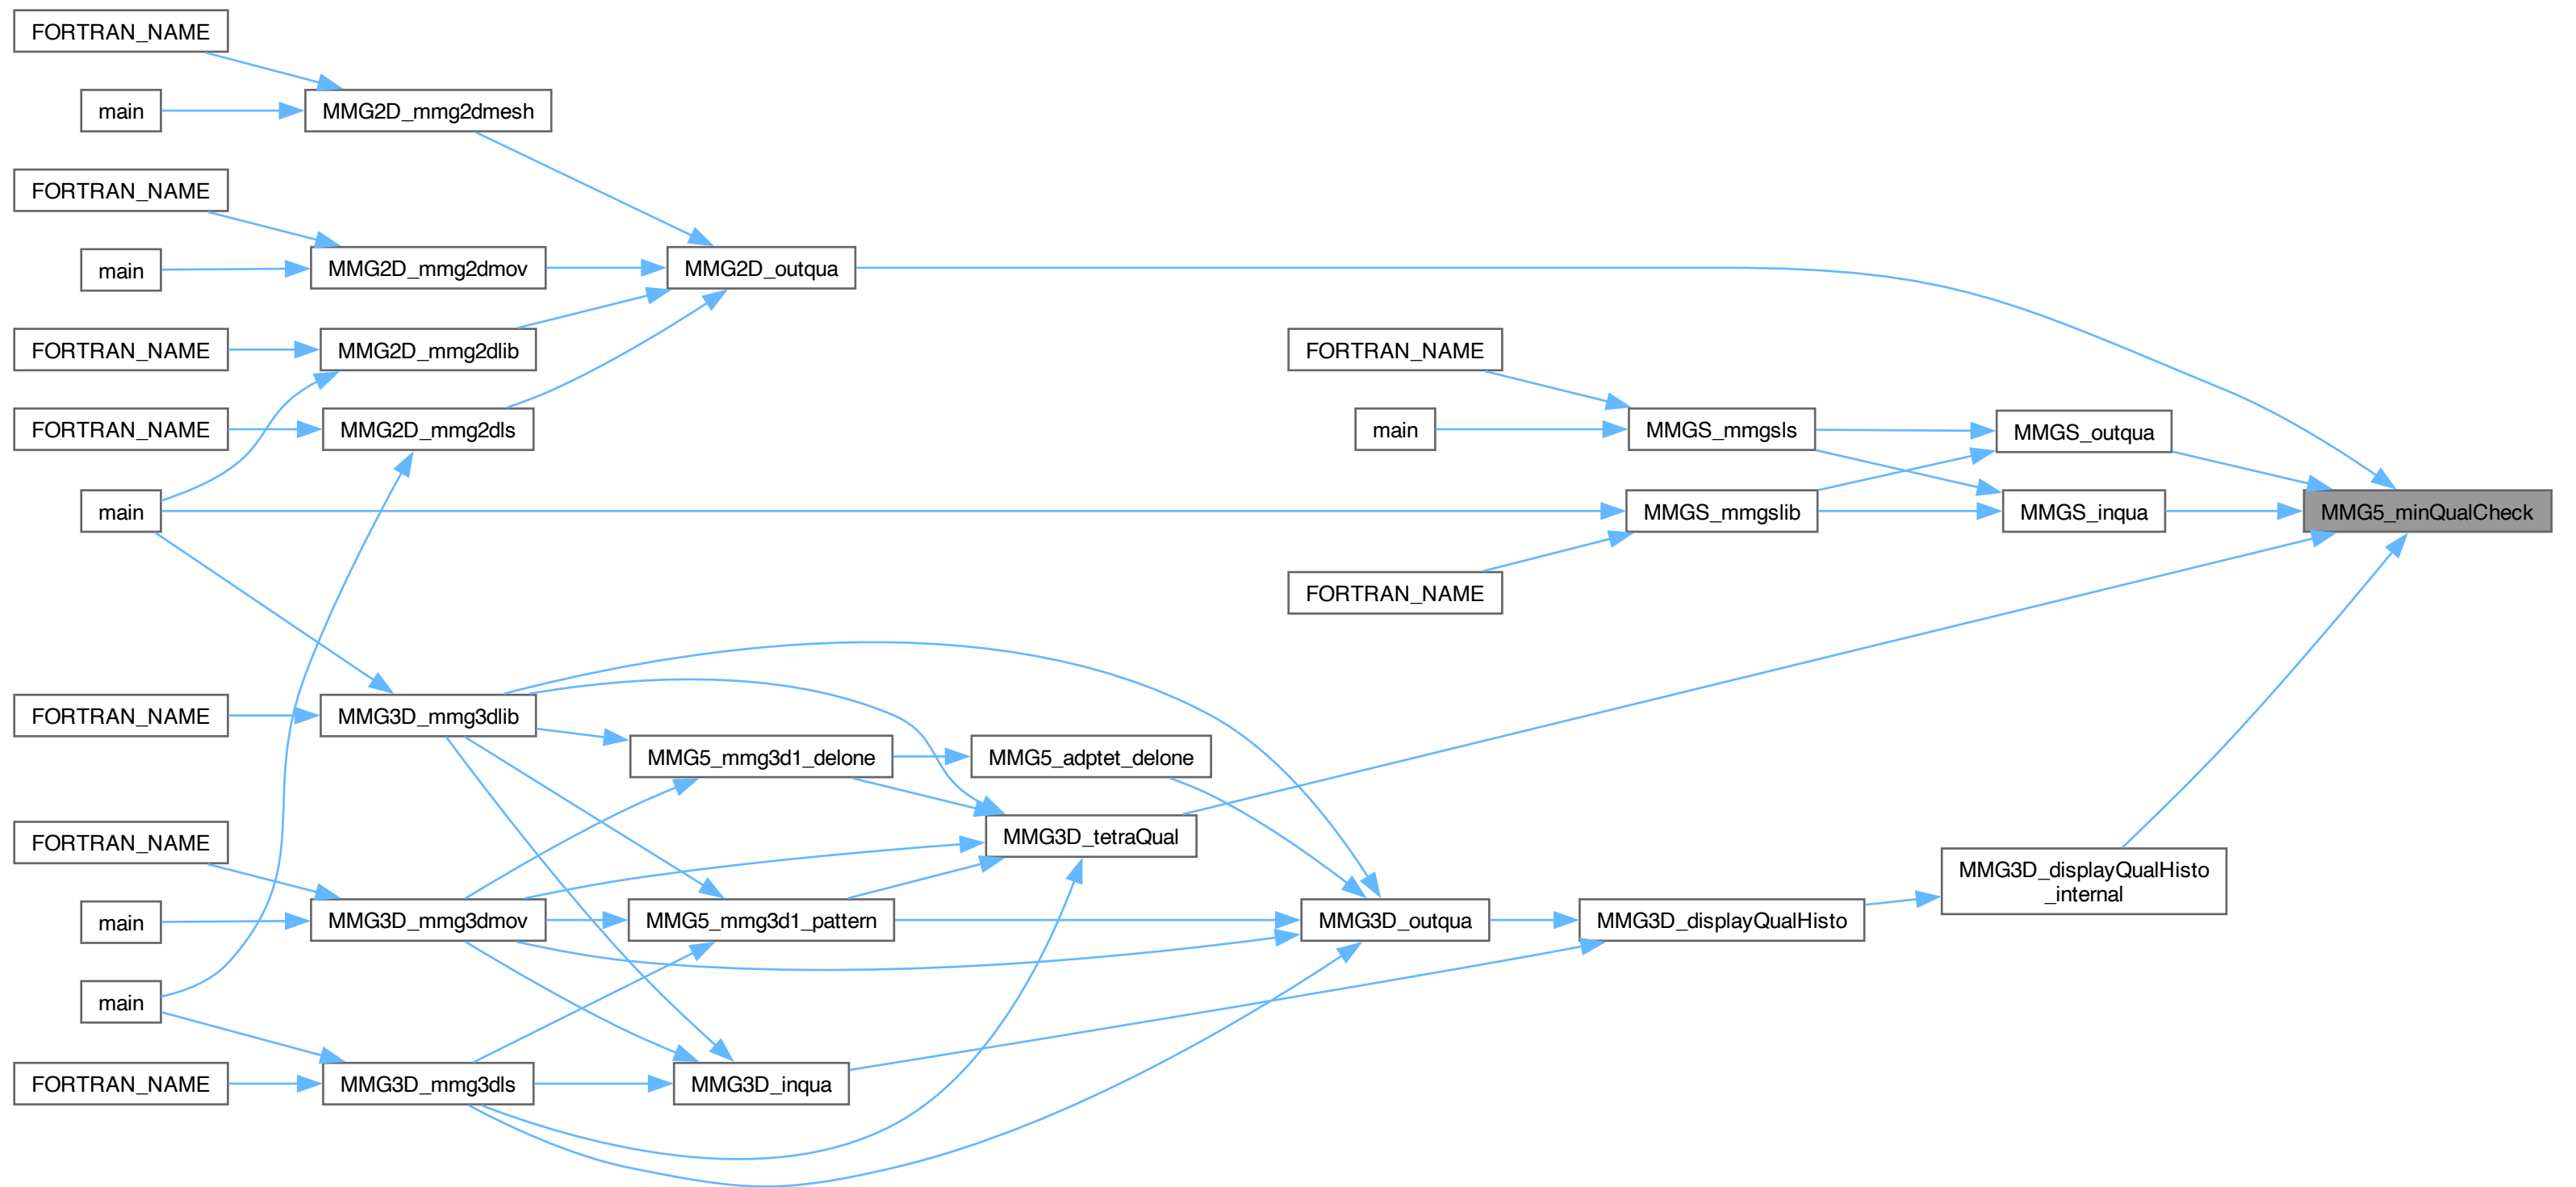 FORTRAN_NAME
main
MMG2D_mmg2dmesh
FORTRAN_NAME
main
MMG2D_mmg2dmov
MMG2D_outqua
FORTRAN_NAME
MMG2D_mmg2dlib
FORTRAN_NAME
FORTRAN_NAME
MMG2D_mmg2dls
main
MMGS_mmgsls
MMGS_outqua
main
MMGS_mmgslib
MMGS_inqua
MMG5_minQualCheck
FORTRAN_NAME
FORTRAN_NAME
MMG3D_mmg3dlib
MMG5_mmg3d1_delone
MMG5_adptet_delone
FORTRAN_NAME
MMG3D_tetraQual
MMG3D_displayQualHisto
_internal
main
MMG3D_mmg3dmov
MMG5_mmg3d1_pattern
MMG3D_outqua
MMG3D_displayQualHisto
main
FORTRAN_NAME
MMG3D_mmg3dls
MMG3D_inqua